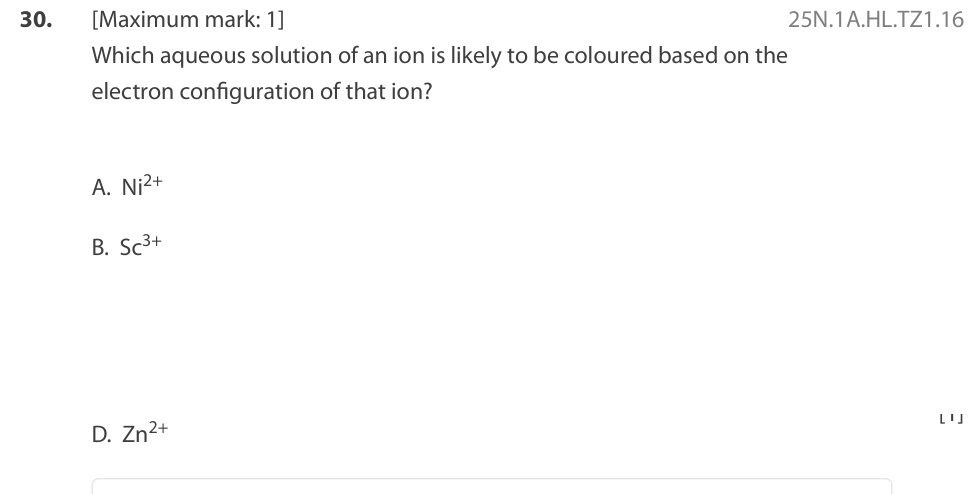 30. [Maximum mark: 1] 25N.1A.HL.TZ1.16
Which aqueous solution of an ion is likely to be coloured based on the
electron configuration of that ion?
A. Ni²⁺
B. Sc³⁺
[1]
D. Zn²⁺